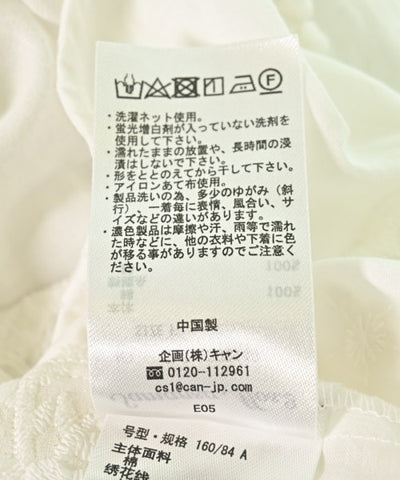 ・洗濯ネット使用。
・蛍光増白剤が入っていない洗剤を
使用して下さい。
・濡れたままの放置や、長時間の浸
漬はしないで下さい。
・形をととのえてから干して下さい。
・アイロンあて布使用。
・製品洗いの為、多少のゆがみ（斜
行）、一着毎に表情、風合い、サ
イズなどの違いがあります。
・濃色製品は摩擦や汗、雨等で濡れ
た時などに、他の衣料や下着に色
が移る事がありますのでご注意く
ださい。
中国製
企画(株)キャン
0120-112961
cs1@can-jp.com
E05
号型·规格 160/84 A
主体面料
棉
绣花线